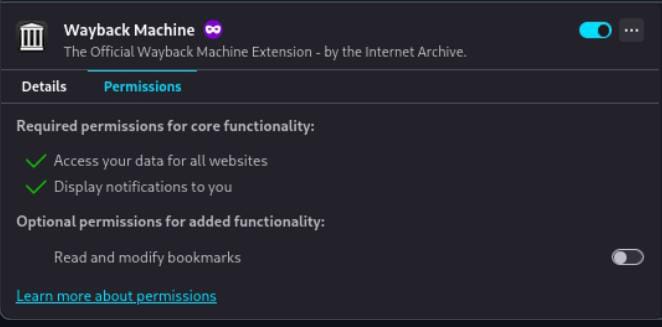 Wayback Machine
The Official Wayback Machine Extension - by the Internet Archive.
Details
Permissions
Required permissions for core functionality:
Access your data for all websites
Display notifications to you
Optional permissions for added functionality:
Read and modify bookmarks
Learn more about permissions